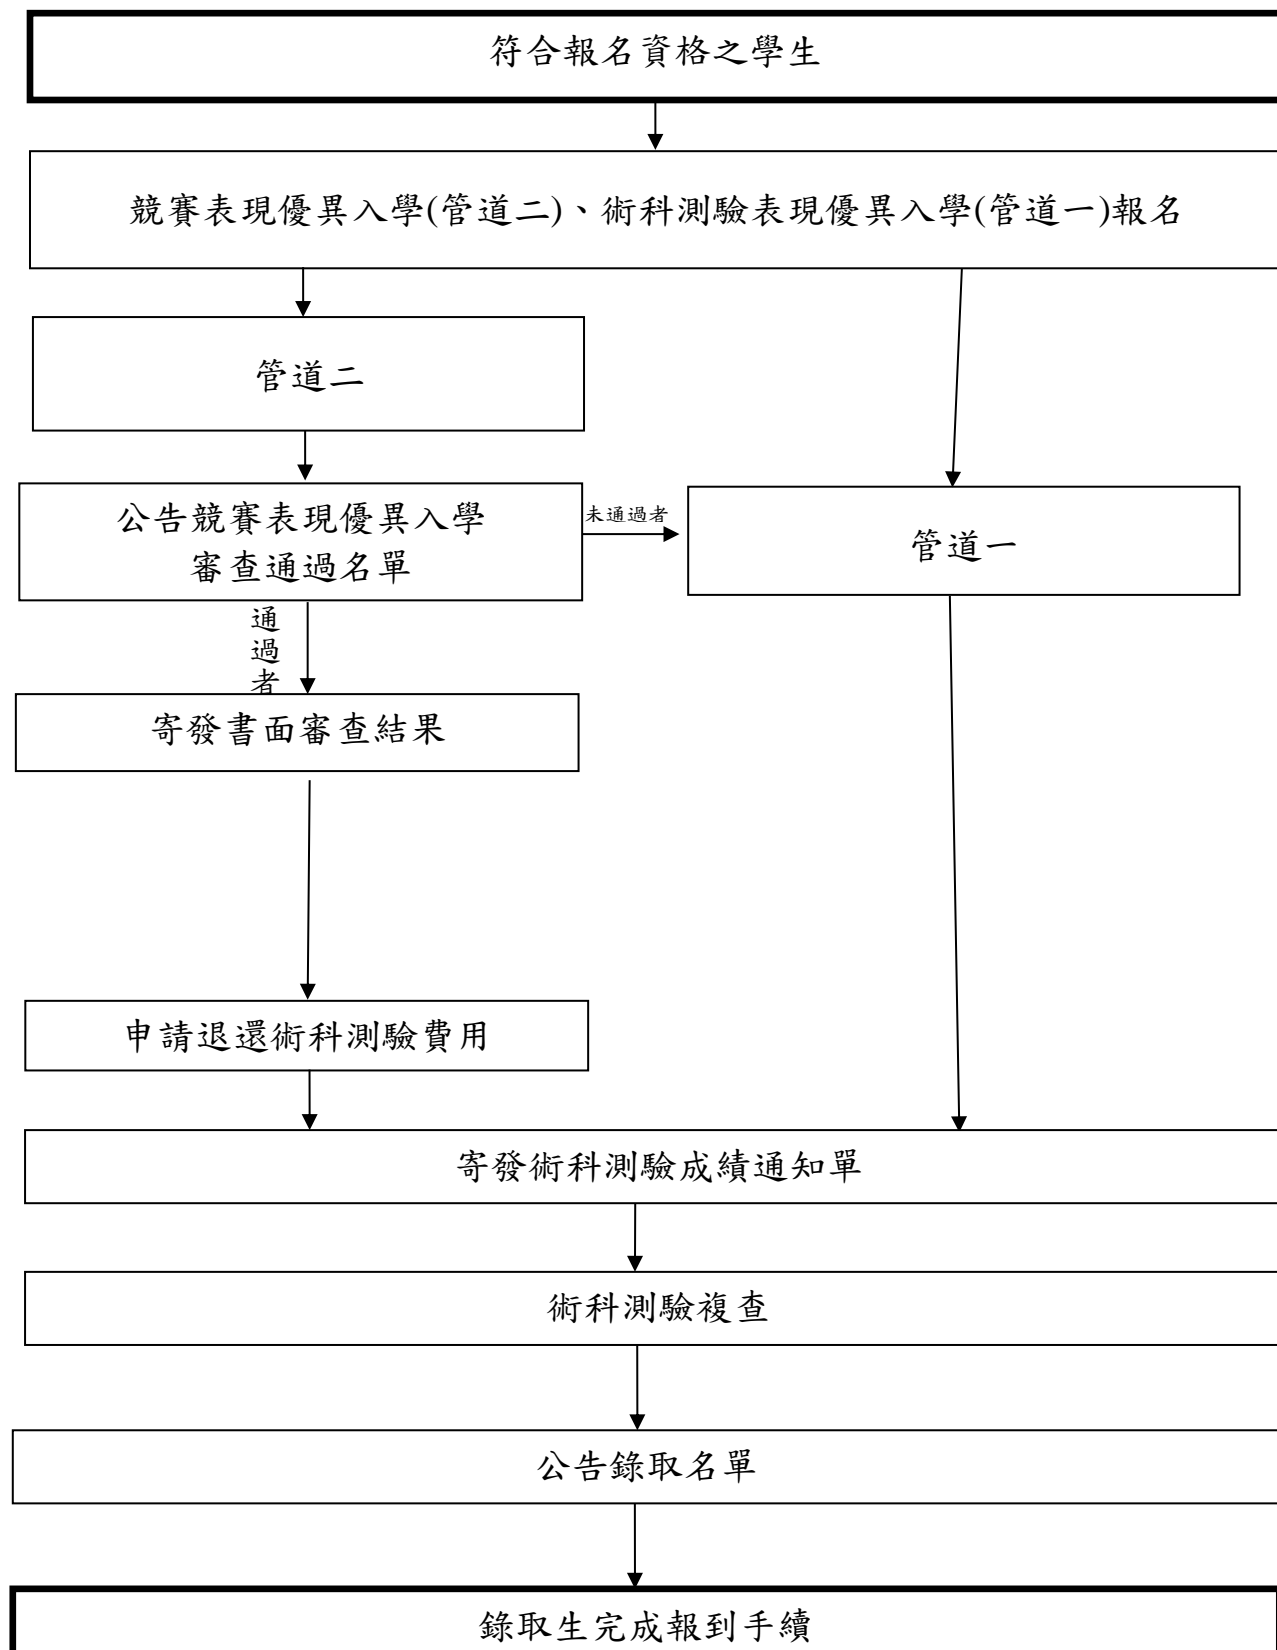 符合報名資格之學生
競賽表現優異入學(管道二)、術科測驗表現優異入學(管道一)報名
管道二
公告競賽表現優異入學
審查通過名單
未通過者
管道一
通過者
寄發書面審查結果
申請退還術科測驗費用
寄發術科測驗成績通知單
術科測驗複查
公告錄取名單
錄取生完成報到手續